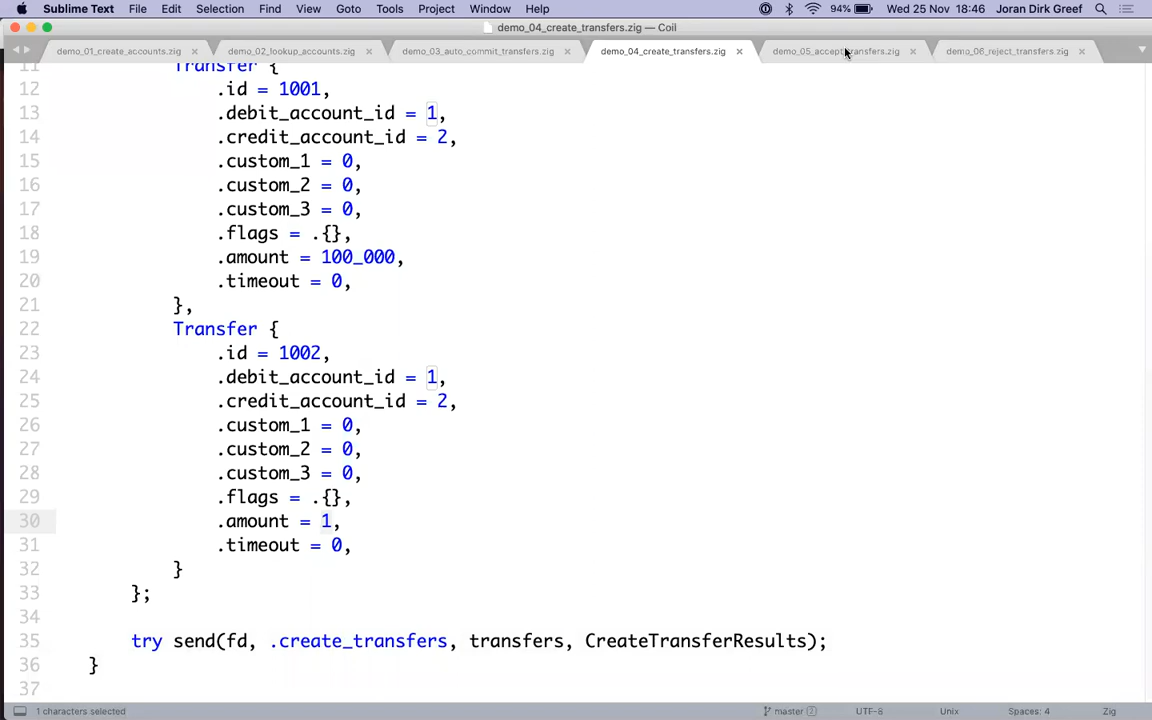 Sublime Text File Edit Selection Find View Goto Tools Project Window Help 94% Wed 25 Nov 18:46 Joran Dirk Greef
demo_04_create_transfers.zig — Coil
demo_01_create_accounts.zig demo_02_lookup_accounts.zig demo_03_auto_commit_transfers.zig demo_04_create_transfers.zig demo_05_accept_transfers.zig demo_06_reject_transfers.zig
11 Transfer {
12 .id = 1001,
13 .debit_account_id = 1,
14 .credit_account_id = 2,
15 .custom_1 = 0,
16 .custom_2 = 0,
17 .custom_3 = 0,
18 .flags = .{},
19 .amount = 100_000,
20 .timeout = 0,
21 },
22 Transfer {
23 .id = 1002,
24 .debit_account_id = 1,
25 .credit_account_id = 2,
26 .custom_1 = 0,
27 .custom_2 = 0,
28 .custom_3 = 0,
29 .flags = .{},
30 .amount = 1,
31 .timeout = 0,
32 }
33 };
34
35 try send(fd, .create_transfers, transfers, CreateTransferResults);
36 }
37
1 characters selected master 2 UTF-8 Unix Spaces: 4 Zig